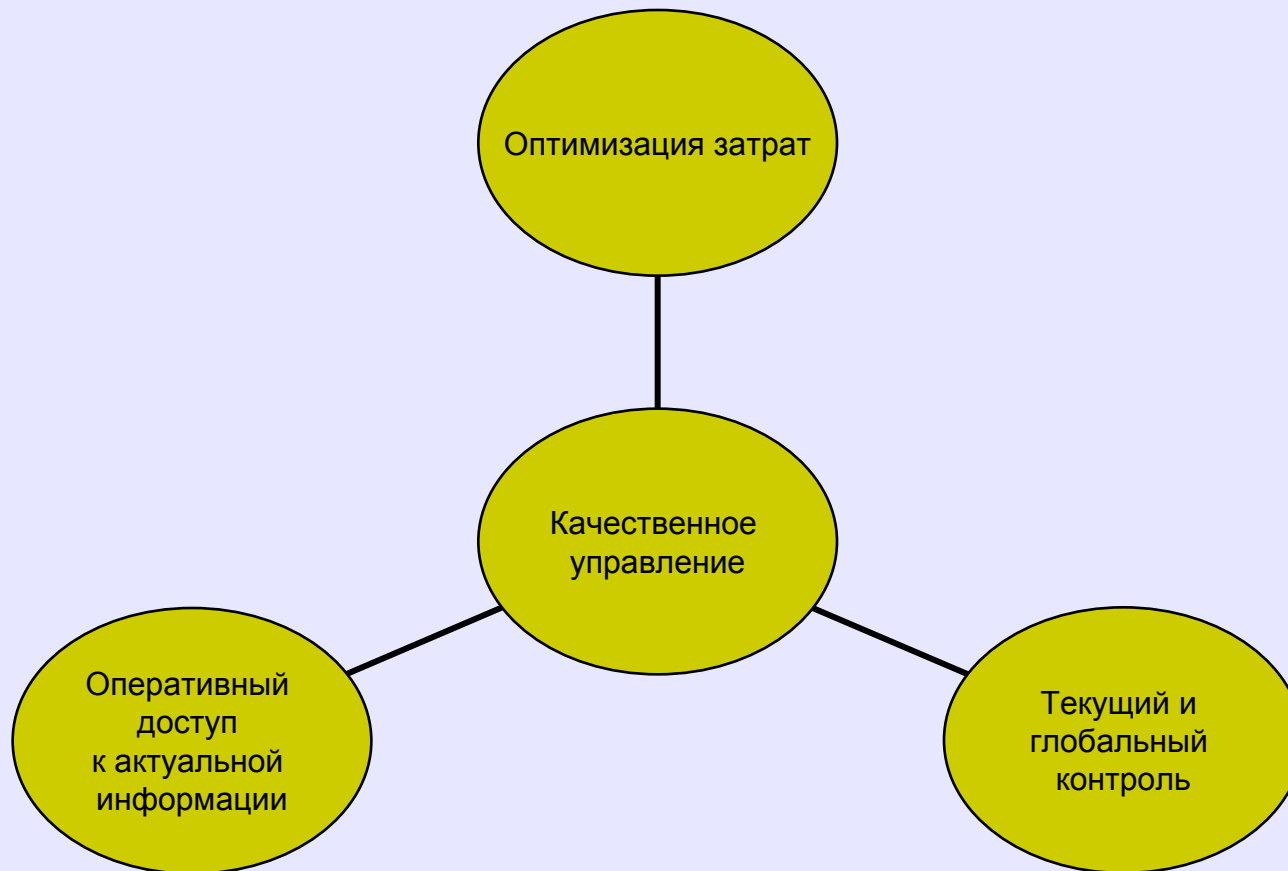 Оптимизация затрат
Качественное
управление
Оперативный
доступ
к актуальной
информации
Текущий и
глобальный
контроль